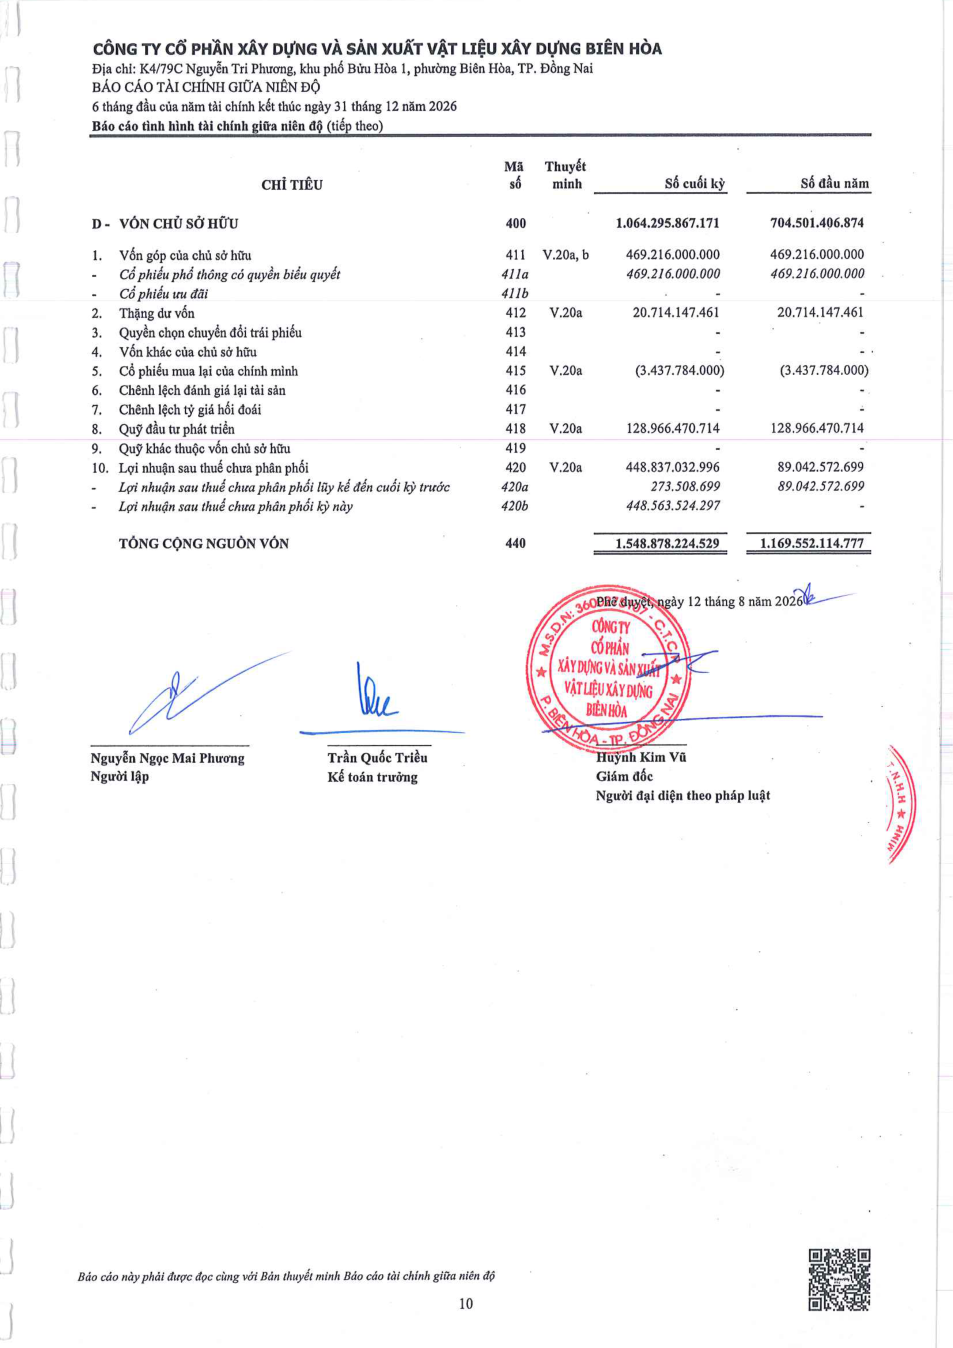 CÔNG TY CỔ PHẦN XÂY DỰNG VÀ SẢN XUẤT VẬT LIỆU XÂY DỰNG BIÊN HÒA
Địa chỉ: K4/79C Nguyễn Tri Phương, khu phố Bửu Hòa 1, phường Biên Hòa, TP. Đồng Nai
BÁO CÁO TÀI CHÍNH GIỮA NIÊN ĐỘ
6 tháng đầu của năm tài chính kết thúc ngày 31 tháng 12 năm 2026
Báo cáo tình hình tài chính giữa niên độ (tiếp theo)
CHỈ TIÊU Mã số Thuyết minh Số cuối kỳ Số đầu năm
D - VỐN CHỦ SỞ HỮU 400 1.064.295.867.171 704.501.406.874
1. Vốn góp của chủ sở hữu 411 V.20a, b 469.216.000.000 469.216.000.000
- Cổ phiếu phổ thông có quyền biểu quyết 411a 469.216.000.000 469.216.000.000
- Cổ phiếu ưu đãi 411b - -
2. Thặng dư vốn 412 V.20a 20.714.147.461 20.714.147.461
3. Quyền chọn chuyển đổi trái phiếu 413 - -
4. Vốn khác của chủ sở hữu 414 - -
5. Cổ phiếu mua lại của chính mình 415 V.20a (3.437.784.000) (3.437.784.000)
6. Chênh lệch đánh giá lại tài sản 416 - -
7. Chênh lệch tỷ giá hối đoái 417 - -
8. Quỹ đầu tư phát triển 418 V.20a 128.966.470.714 128.966.470.714
9. Quỹ khác thuộc vốn chủ sở hữu 419 - -
10. Lợi nhuận sau thuế chưa phân phối 420 V.20a 448.837.032.996 89.042.572.699
- Lợi nhuận sau thuế chưa phân phối lũy kế đến cuối kỳ trước 420a 273.508.699 89.042.572.699
- Lợi nhuận sau thuế chưa phân phối kỳ này 420b 448.563.524.297 -
TỔNG CỘNG NGUỒN VỐN 440 1.548.878.224.529 1.169.552.114.777
Phê duyệt, ngày 12 tháng 8 năm 2026
CÔNG TY
CỔ PHẦN
XÂY DỰNG VÀ SẢN XUẤT
VẬT LIỆU XÂY DỰNG
BIÊN HÒA
P. BIÊN HÒA - TP. ĐỒNG NAI
Nguyễn Ngọc Mai Phương
Người lập
Trần Quốc Triều
Kế toán trưởng
Huỳnh Kim Vũ
Giám đốc
Người đại diện theo pháp luật
T.N.H.H
Báo cáo này phải được đọc cùng với Bản thuyết minh Báo cáo tài chính giữa niên độ
10